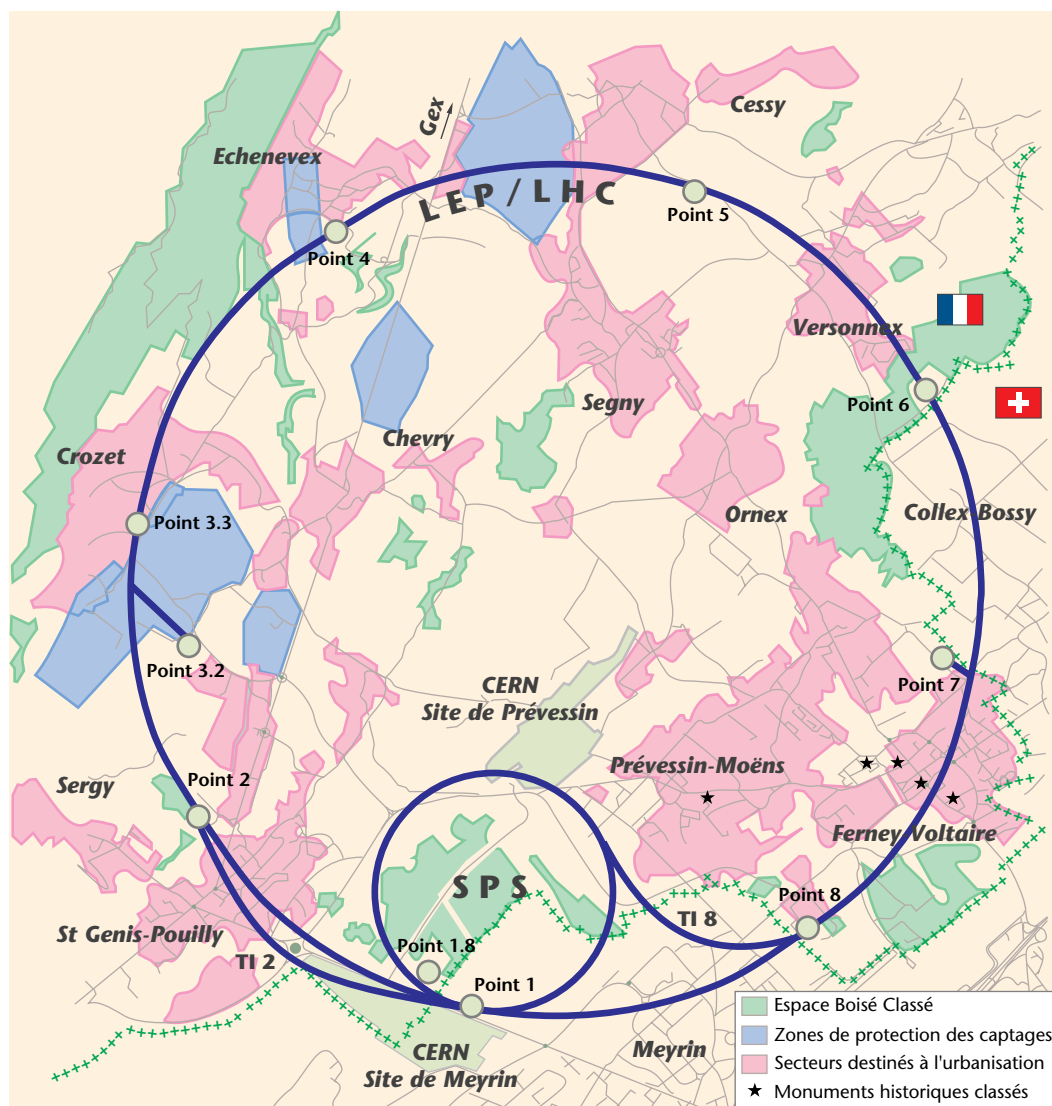 Cessy
Gex
Echenevex
LEP/LHC
Point 5
Point 4
Versonnex
Point 6
Segny
Chevry
Crozet
Ornex
Collex Bossy
Point 3.3
Point 3.2
Point 7
CERN
Site de Prévessin
Prévessin-Moëns
Sergy
Point 2
Ferney Voltaire
SPS
Point 8
TI 8
St Genis-Pouilly
Point 1.8
TI 2
Point 1
Meyrin
CERN
Site de Meyrin
Espace Boisé Classé
Zones de protection des captages
Secteurs destinés à l'urbanisation
Monuments historiques classés